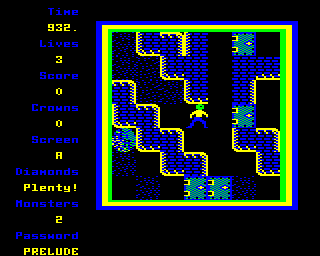 Time
932.
Lives
3
Score
0
Crowns
0
Screen
A
Diamonds
Plenty!
Monsters
2
Password
PRELUDE